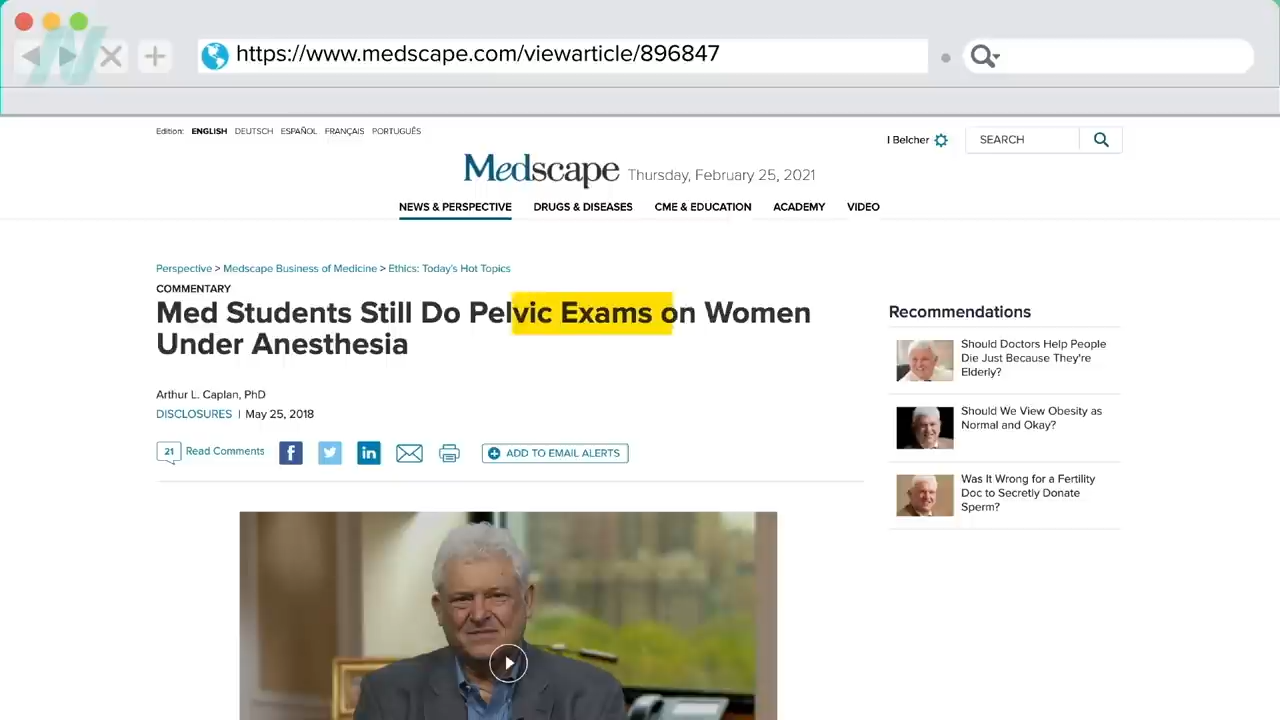 https://www.medscape.com/viewarticle/896847
Edition: ENGLISH DEUTSCH ESPAÑOL FRANÇAIS PORTUGUÊS
I Belcher
SEARCH
Medscape Thursday, February 25, 2021
NEWS & PERSPECTIVE DRUGS & DISEASES CME & EDUCATION ACADEMY VIDEO
Perspective > Medscape Business of Medicine > Ethics: Today's Hot Topics
COMMENTARY
Med Students Still Do Pelvic Exams on Women
Under Anesthesia
Arthur L. Caplan, PhD
DISCLOSURES | May 25, 2018
21 Read Comments f in ADD TO EMAIL ALERTS
Recommendations
Should Doctors Help People
Die Just Because They're
Elderly?
Should We View Obesity as
Normal and Okay?
Was It Wrong for a Fertility
Doc to Secretly Donate
Sperm?